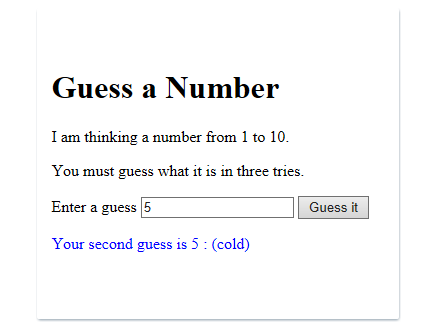 Guess a Number
I am thinking a number from 1 to 10.
You must guess what it is in three tries.
Enter a guess 5 Guess it
Your second guess is 5 : (cold)